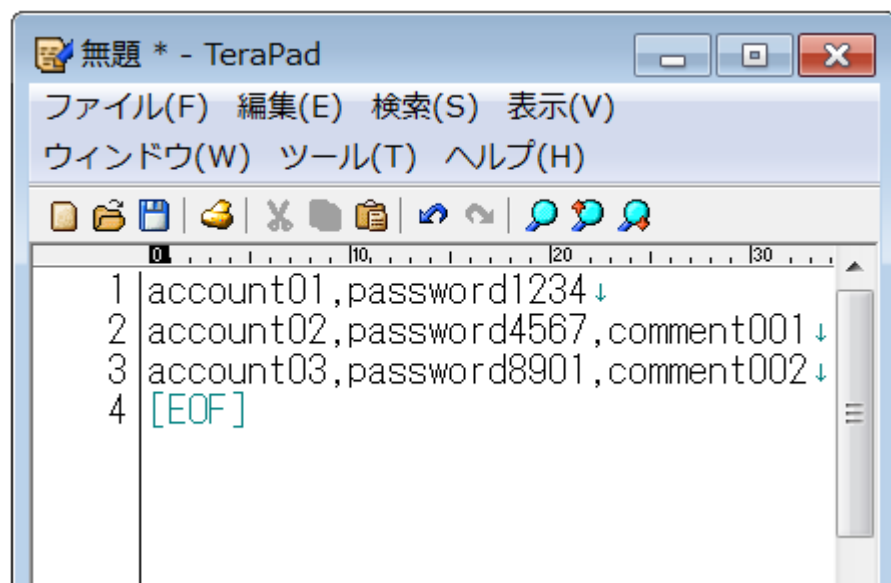 無題 * - TeraPad
ファイル(F) 編集(E) 検索(S) 表示(V)
ウィンドウ(W) ツール(T) ヘルプ(H)
0 10 20 30
1 account01,password1234↓
2 account02,password4567,comment001↓
3 account03,password8901,comment002↓
4 [EOF]